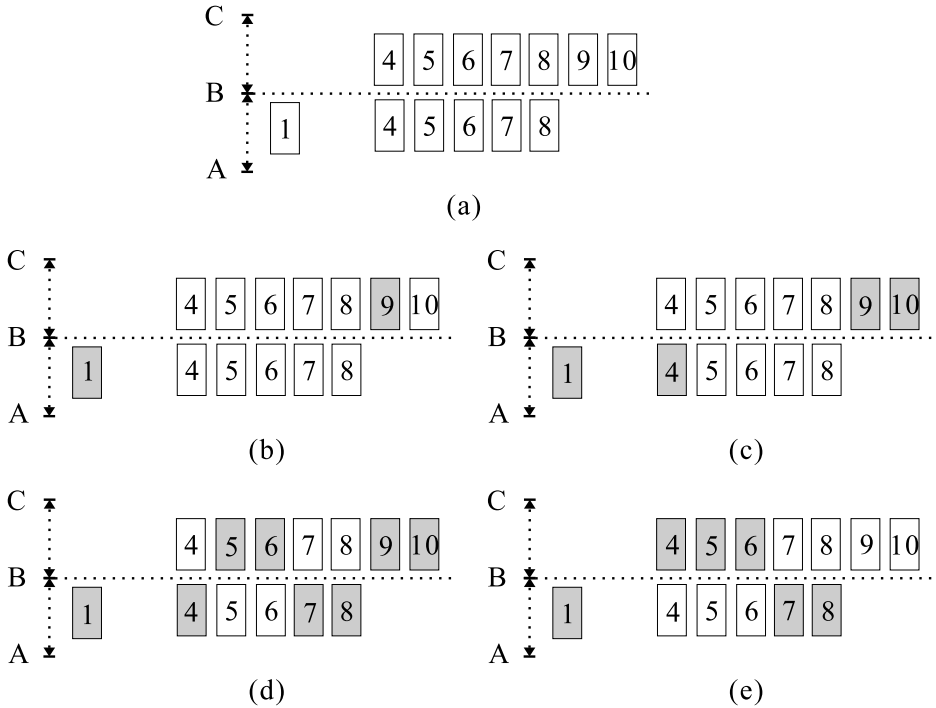 C
4 5 6 7 8 9 10
B
1 4 5 6 7 8
A
(a)
C C
4 5 6 7 8 9 10 4 5 6 7 8 9 10
B B
1 4 5 6 7 8 1 4 5 6 7 8
A A
(b) (c)
C C
4 5 6 7 8 9 10 4 5 6 7 8 9 10
B B
1 4 5 6 7 8 1 4 5 6 7 8
A A
(d) (e)